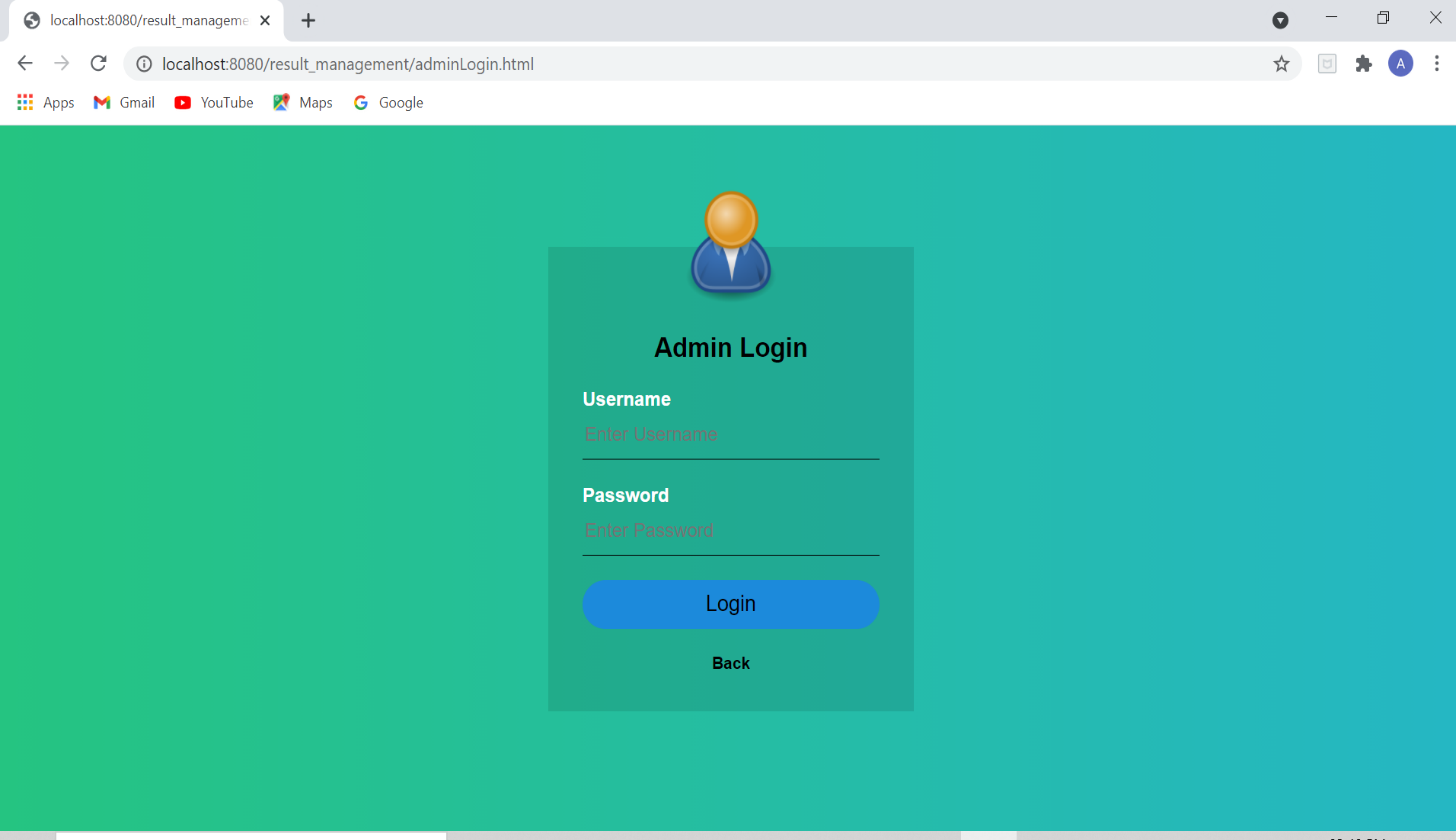 localhost:8080/result_manageme
localhost:8080/result_management/adminLogin.html
A
Apps Gmail YouTube Maps Google
Admin Login
Username
Enter Username
Password
Enter Password
Login
Back